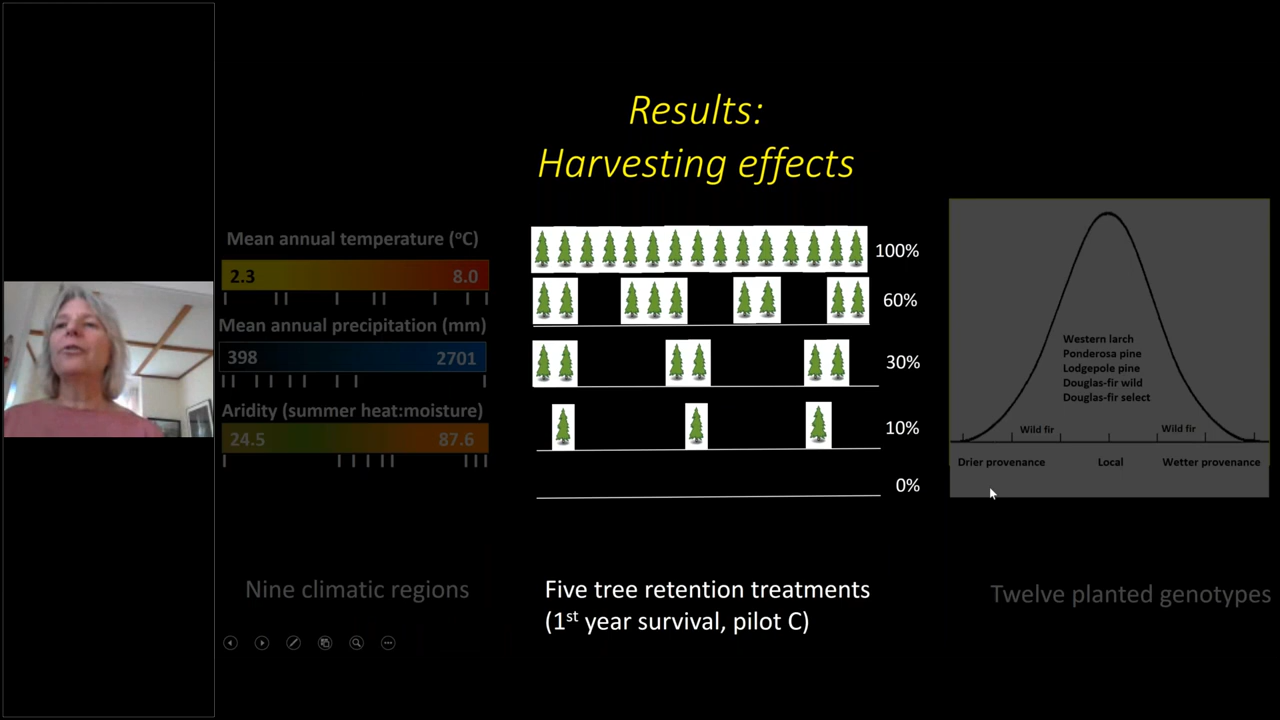 Results:
Harvesting effects
Mean annual temperature (°C)
2.3 8.0
Mean annual precipitation (mm)
398 2701
Aridity (summer heat:moisture)
24.5 87.6
Nine climatic regions
100%
60%
30%
10%
0%
Five tree retention treatments
(1st year survival, pilot C)
Western larch
Ponderosa pine
Lodgepole pine
Douglas-fir wild
Douglas-fir select
Wild fir Wild fir
Drier provenance Local Wetter provenance
Twelve planted genotypes